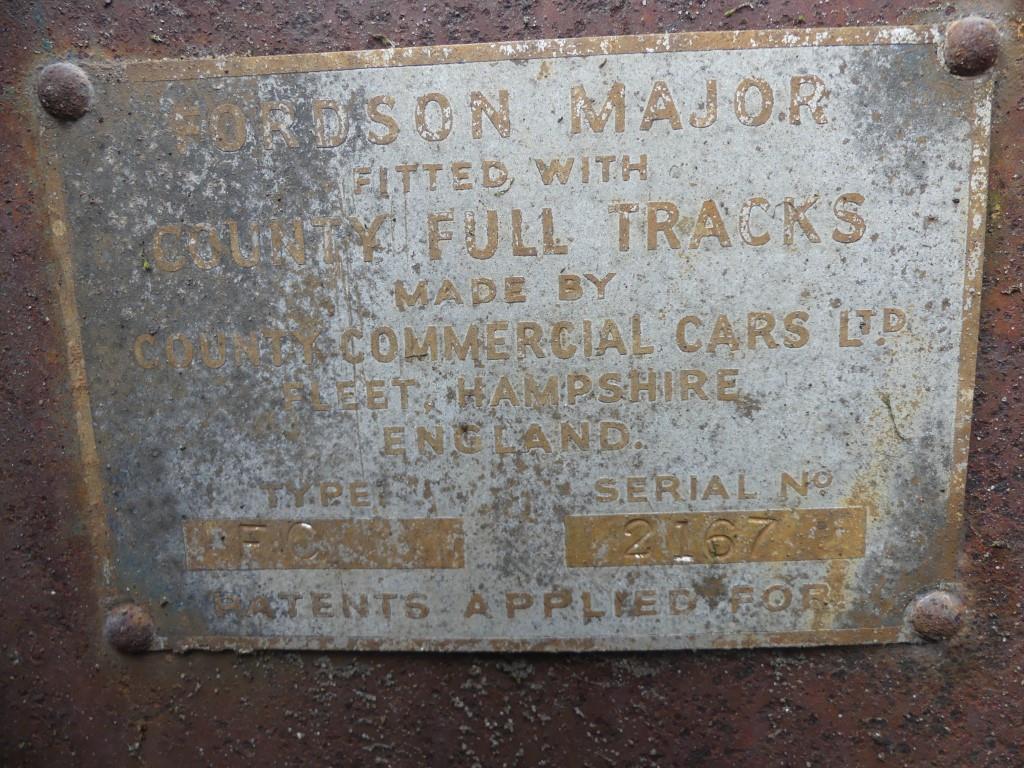 FORDSON MAJOR
FITTED WITH
COUNTY FULL TRACKS
MADE BY
COUNTY COMMERCIAL CARS LTD.
FLEET, HAMPSHIRE
ENGLAND.
TYPE SERIAL No
FC 2167
PATENTS APPLIED FOR